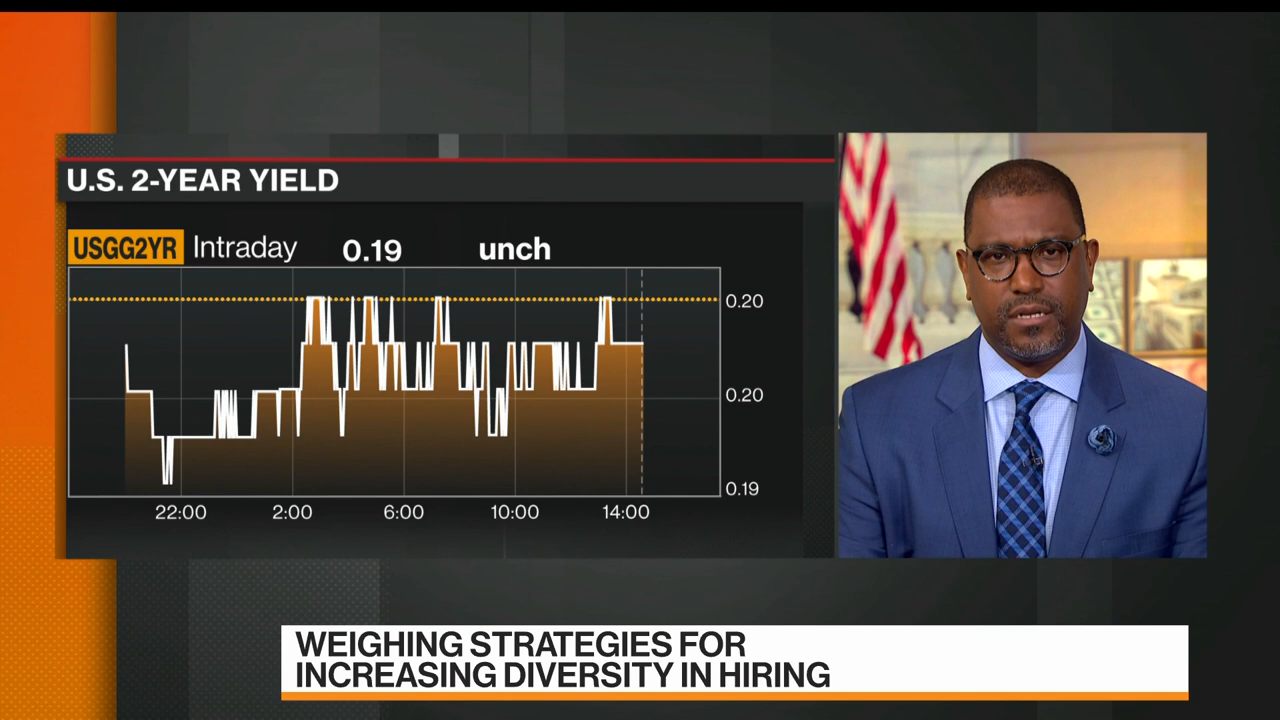 U.S. 2-YEAR YIELD
USGG2YR Intraday 0.19 unch
0.20
0.20
0.19
22:00 2:00 6:00 10:00 14:00
WEIGHING STRATEGIES FOR
INCREASING DIVERSITY IN HIRING